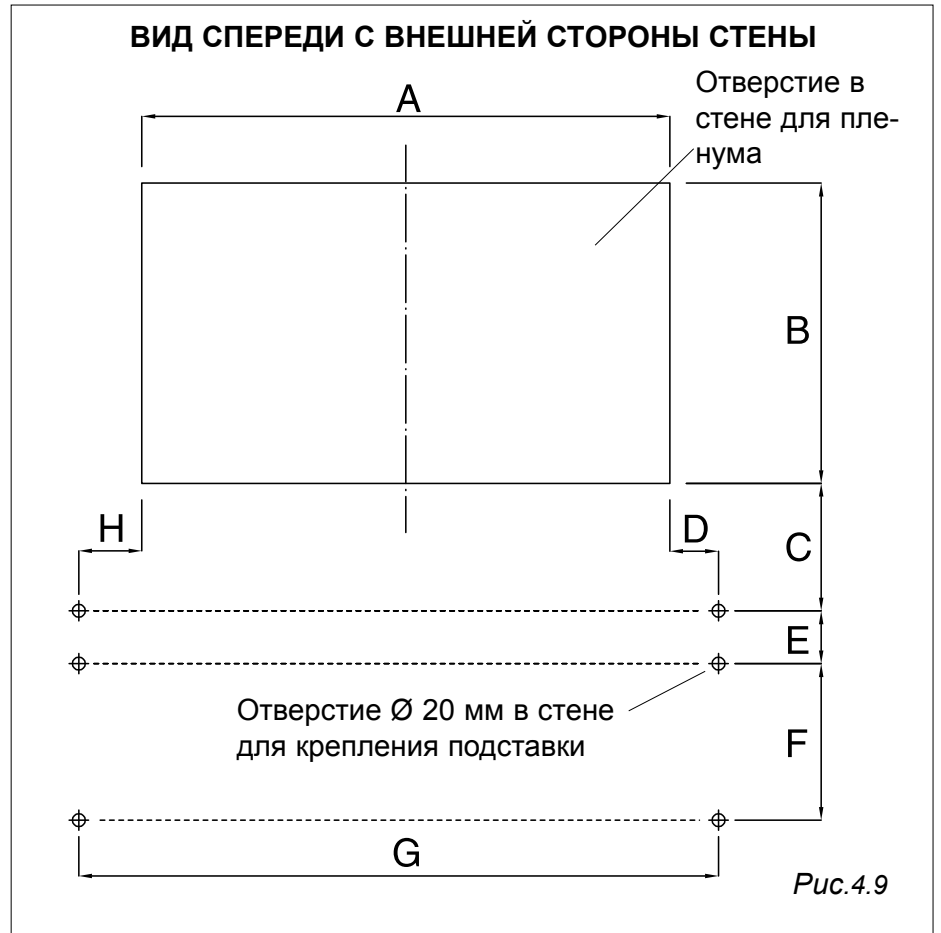 ВИД СПЕРЕДИ С ВНЕШНЕЙ СТОРОНЫ СТЕНЫ
Отверстие в
стене для пле-
нума
A
B
H
D
C
E
Отверстие Ø 20 мм в стене
для крепления подставки
F
G
Рис.4.9